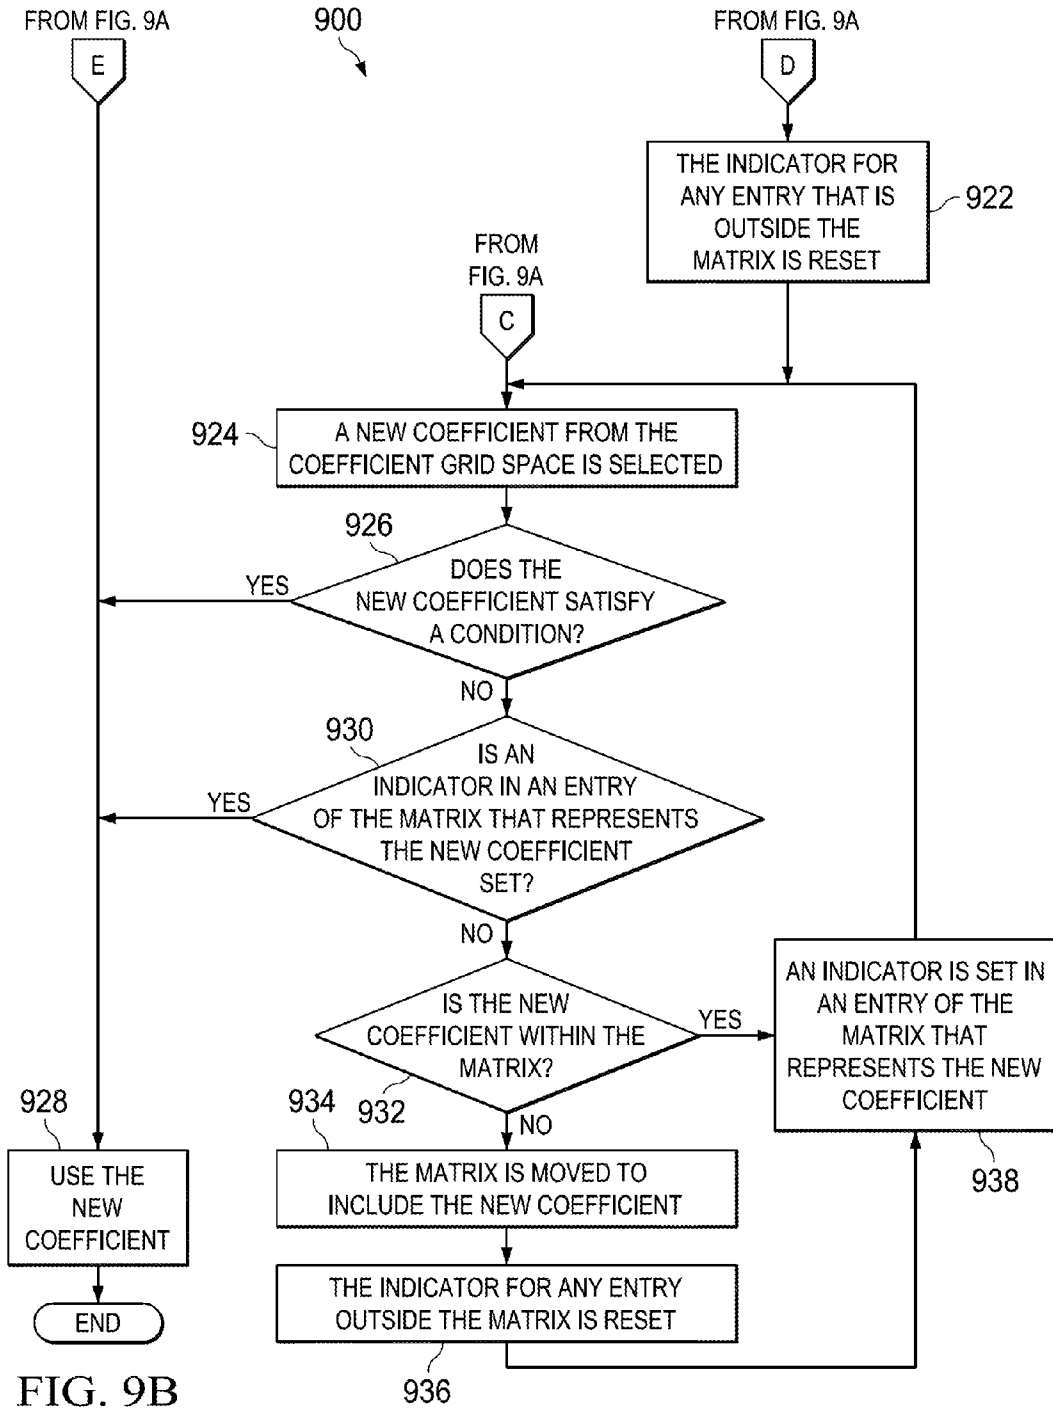 FROM FIG. 9A
E
900
FROM FIG. 9A
D
THE INDICATOR FOR
ANY ENTRY THAT IS
OUTSIDE THE
MATRIX IS RESET
922
FROM
FIG. 9A
C
924
A NEW COEFFICIENT FROM THE
COEFFICIENT GRID SPACE IS SELECTED
926
DOES THE
NEW COEFFICIENT SATISFY
A CONDITION?
YES
NO
930
IS AN
INDICATOR IN AN ENTRY
OF THE MATRIX THAT REPRESENTS
THE NEW COEFFICIENT
SET?
YES
NO
IS THE NEW
COEFFICIENT WITHIN THE
MATRIX?
932
YES
NO
AN INDICATOR IS SET IN
AN ENTRY OF THE
MATRIX THAT
REPRESENTS THE NEW
COEFFICIENT
938
934
THE MATRIX IS MOVED TO
INCLUDE THE NEW COEFFICIENT
THE INDICATOR FOR ANY ENTRY
OUTSIDE THE MATRIX IS RESET
936
928
USE THE
NEW
COEFFICIENT
END
FIG. 9B